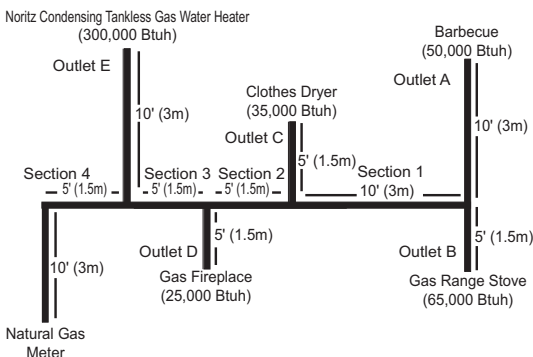 Noritz Condensing Tankless Gas Water Heater
(300,000 Btuh)
Barbecue
(50,000 Btuh)
Outlet E
Outlet A
Clothes Dryer
(35,000 Btuh)
10' (3m)
10' (3m)
Outlet C
5' (1.5m)
Section 4
5' (1.5m)
Section 3
5' (1.5m)
Section 2
5' (1.5m)
Section 1
10' (3m)
5' (1.5m)
5' (1.5m)
Outlet D
Outlet B
10' (3m)
Gas Fireplace
(25,000 Btuh)
Gas Range Stove
(65,000 Btuh)
Natural Gas
Meter